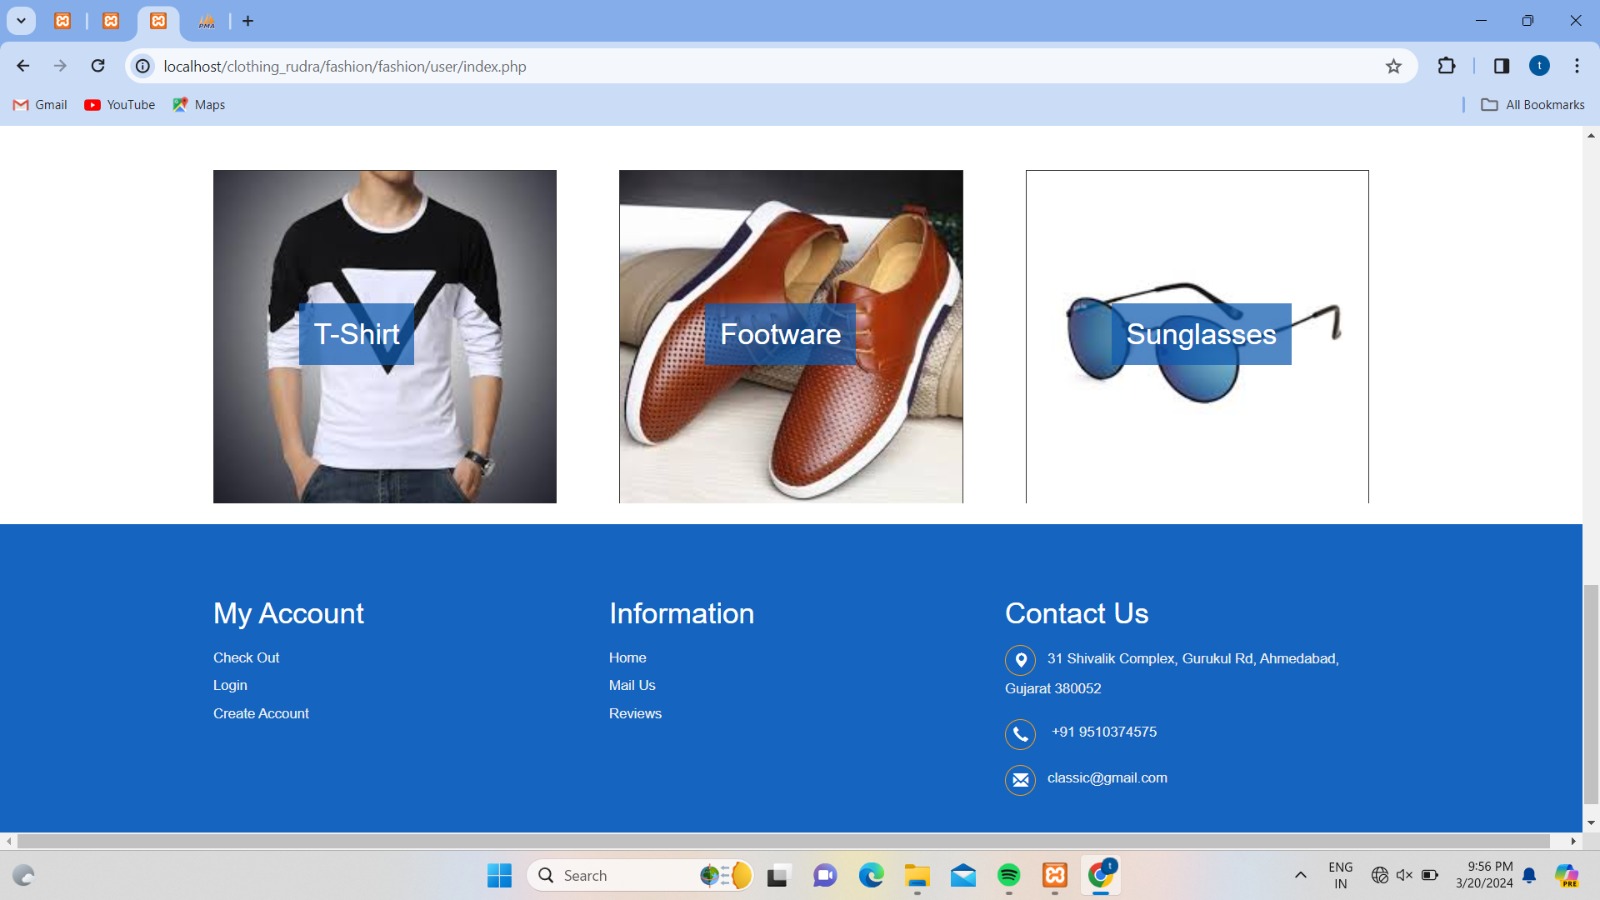 PMA
localhost/clothing_rudra/fashion/fashion/user/index.php
t
Gmail
YouTube
Maps
All Bookmarks
T-Shirt
Footware
Sunglasses
My Account
Check Out
Login
Create Account
Information
Home
Mail Us
Reviews
Contact Us
31 Shivalik Complex, Gurukul Rd, Ahmedabad,
Gujarat 380052
+91 9510374575
classic@gmail.com
Search
t
ENG
IN
9:56 PM
3/20/2024
PRE